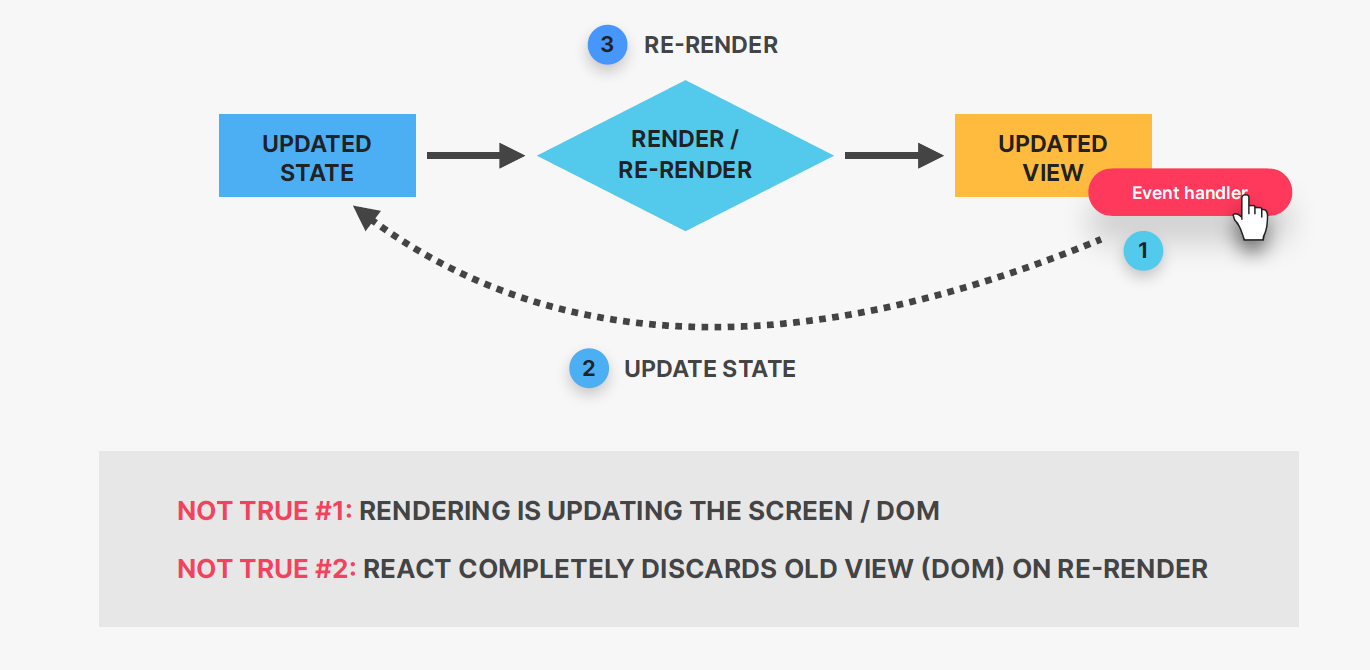 3 RE-RENDER
UPDATED
STATE
RENDER /
RE-RENDER
UPDATED
VIEW
Event handler
1
2 UPDATE STATE
NOT TRUE #1: RENDERING IS UPDATING THE SCREEN / DOM
NOT TRUE #2: REACT COMPLETELY DISCARDS OLD VIEW (DOM) ON RE-RENDER